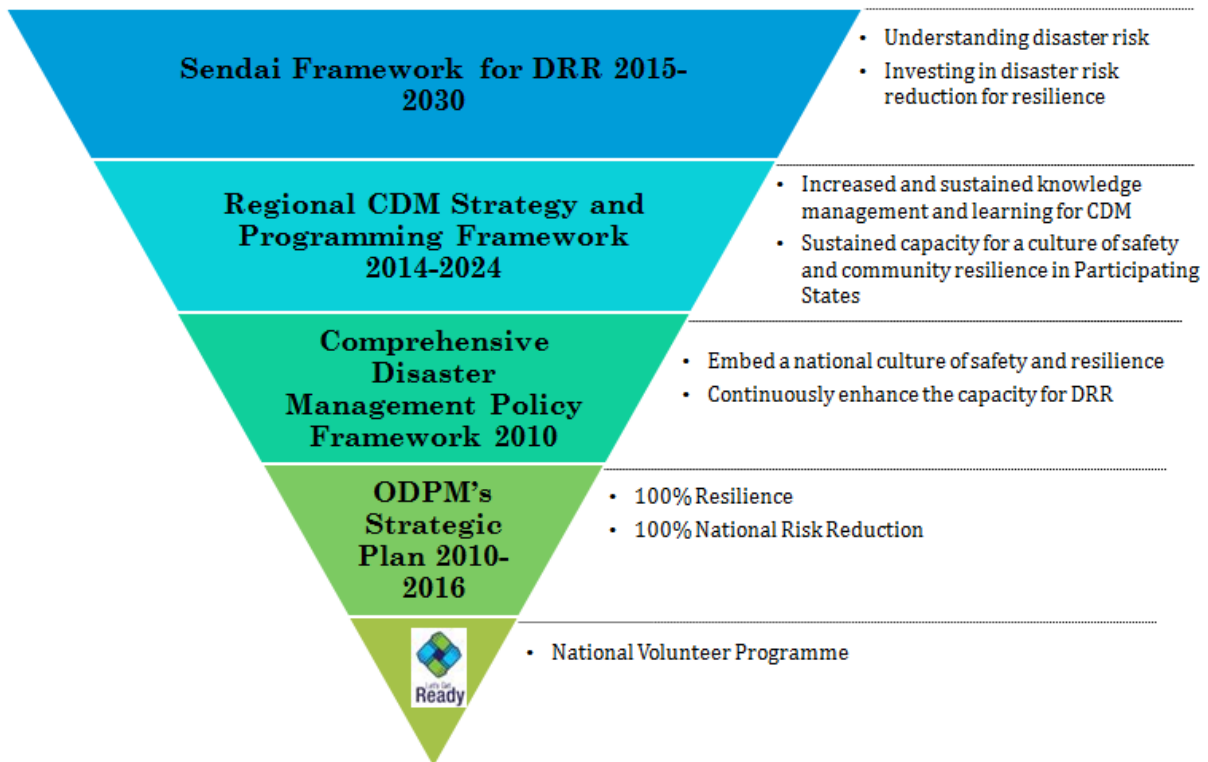 Sendai Framework for DRR 2015-
2030
• Understanding disaster risk
• Investing in disaster risk
reduction for resilience
Regional CDM Strategy and
Programming Framework
2014-2024
• Increased and sustained knowledge
management and learning for CDM
• Sustained capacity for a culture of safety
and community resilience in Participating
States
Comprehensive
Disaster
Management Policy
Framework 2010
• Embed a national culture of safety and resilience
• Continuously enhance the capacity for DRR
ODPM's
Strategic
Plan 2010-
2016
• 100% Resilience
• 100% National Risk Reduction
Let's Get
Ready
• National Volunteer Programme